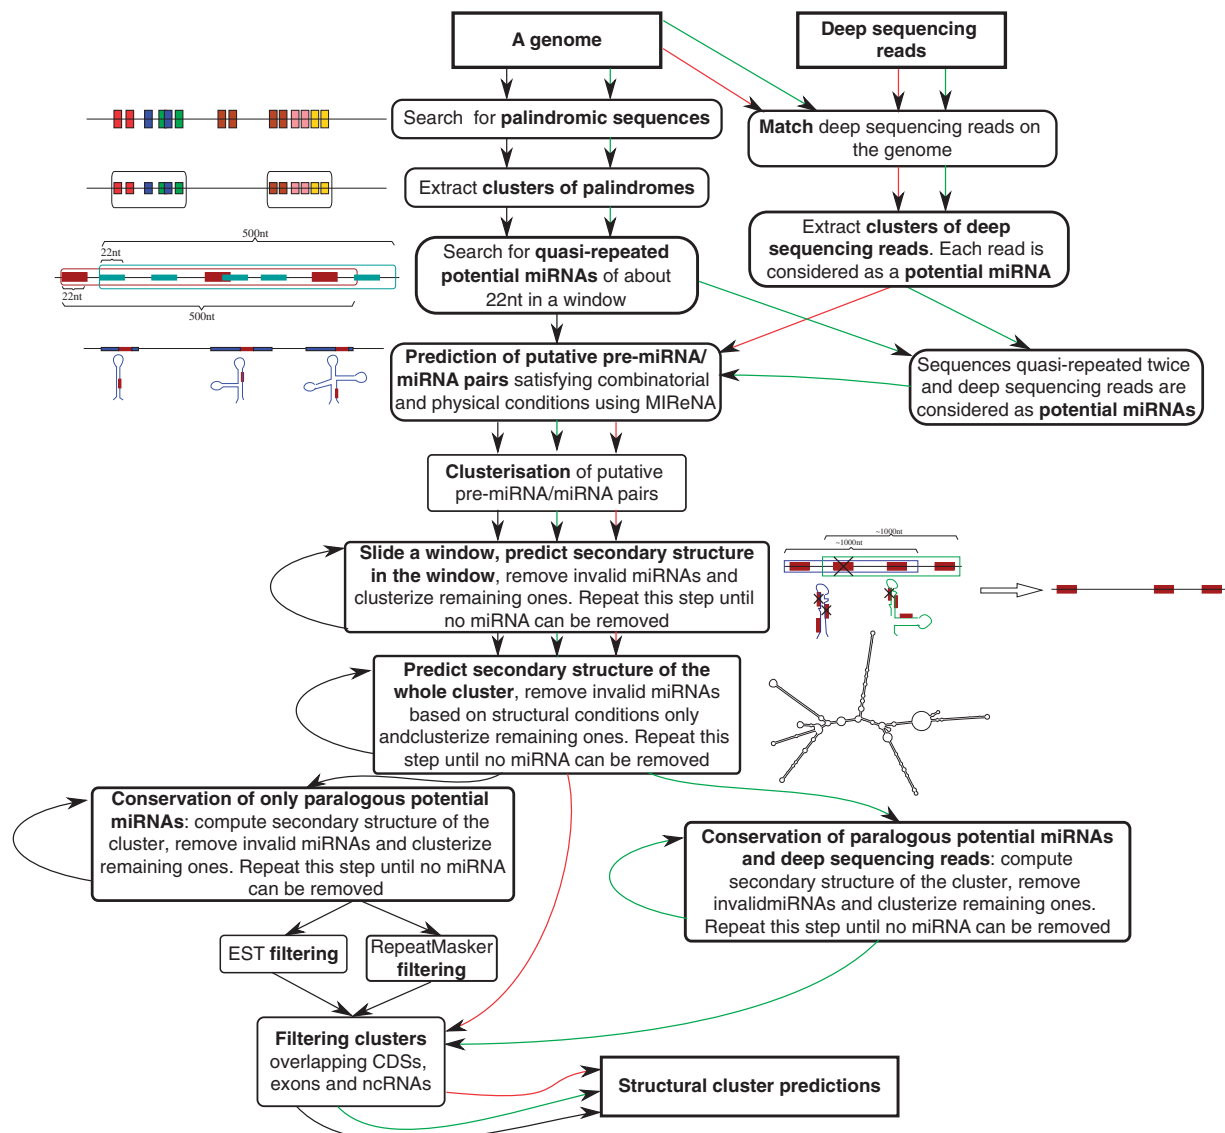 A genome
Deep sequencing
reads
Search for palindromic sequences
Match deep sequencing reads on
the genome
Extract clusters of palindromes
Extract clusters of deep
sequencing reads. Each read is
considered as a potential miRNA
500nt
22nt
22nt
500nt
Search for quasi-repeated
potential miRNAs of about
22nt in a window
Prediction of putative pre-miRNA/
miRNA pairs satisfying combinatorial
and physical conditions using MIReNA
Sequences quasi-repeated twice
and deep sequencing reads are
considered as potential miRNAs
Clusterisation of putative
pre-miRNA/miRNA pairs
Slide a window, predict secondary structure
in the window, remove invalid miRNAs and
clusterize remaining ones. Repeat this step until
no miRNA can be removed
~1000nt
~1000nt
Predict secondary structure of the
whole cluster, remove invalid miRNAs
based on structural conditions only
andclusterize remaining ones. Repeat this
step until no miRNA can be removed
Conservation of only paralogous potential
miRNAs: compute secondary structure of the
cluster, remove invalid miRNAs and clusterize
remaining ones. Repeat this step until no miRNA
can be removed
Conservation of paralogous potential miRNAs
and deep sequencing reads: compute
secondary structure of the cluster, remove
invalidmiRNAs and clusterize remaining ones.
Repeat this step until no miRNA can be removed
EST filtering
RepeatMasker
filtering
Filtering clusters
overlapping CDSs,
exons and ncRNAs
Structural cluster predictions